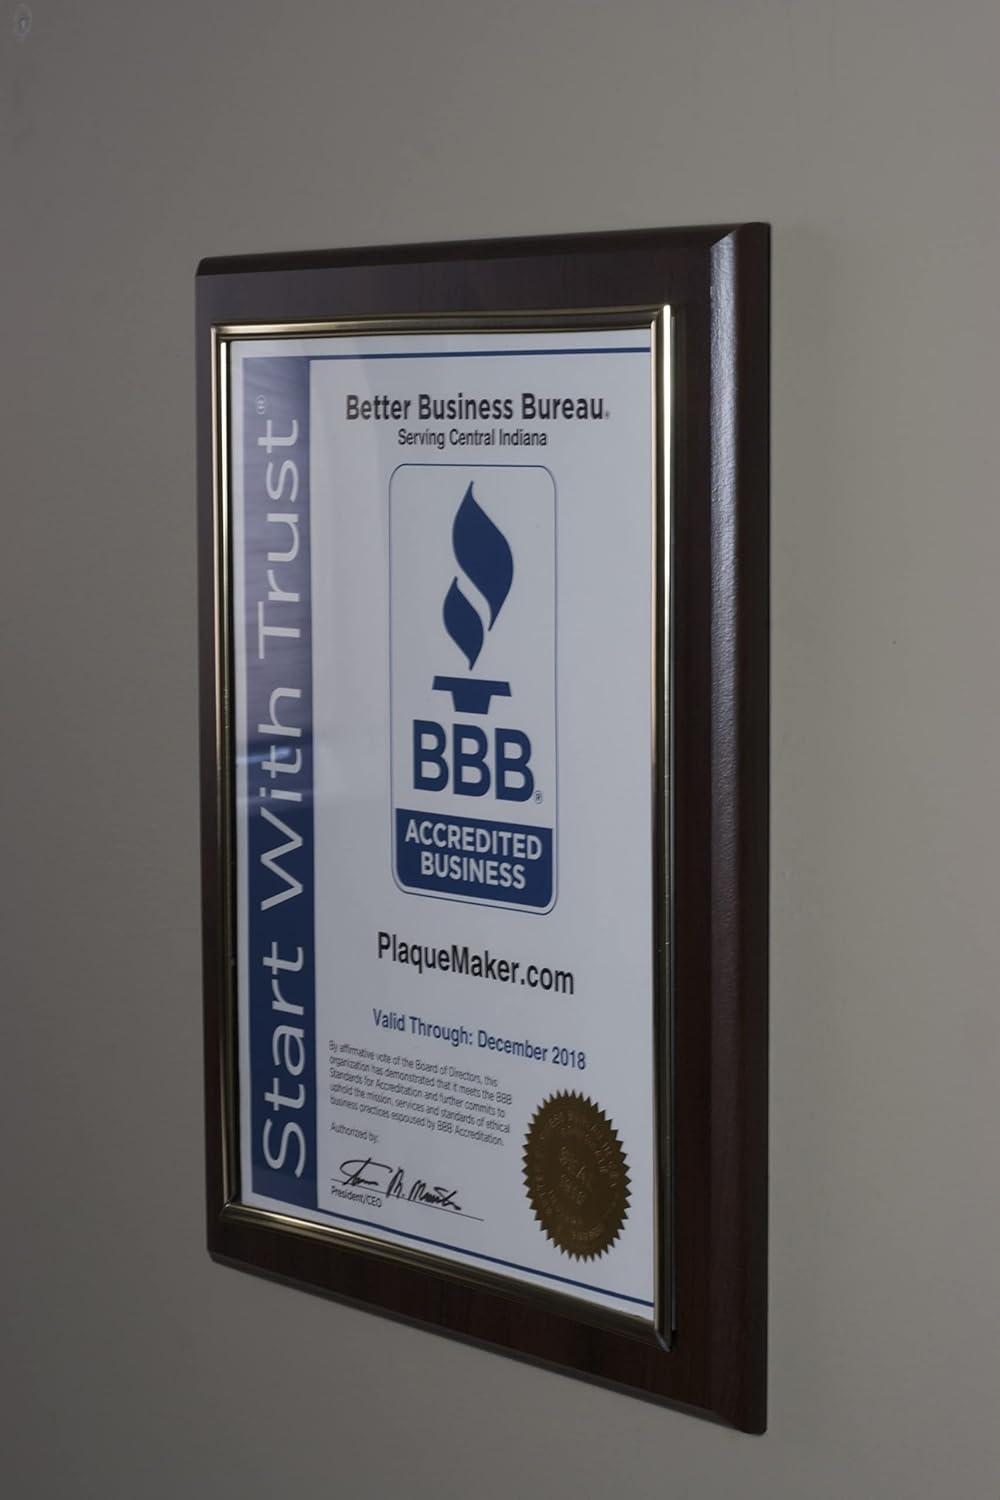 Start With Trust®
Better Business Bureau®
Serving Central Indiana
BBB®
ACCREDITED
BUSINESS
PlaqueMaker.com
Valid Through: December 2018
By affirmative vote of the Board of Directors, this
organization has demonstrated that it meets the BBB
Standards for Accreditation and further commits to
uphold the mission, services and standards of ethical
business practices espoused by BBB Accreditation.
Authorized by:
President/CEO